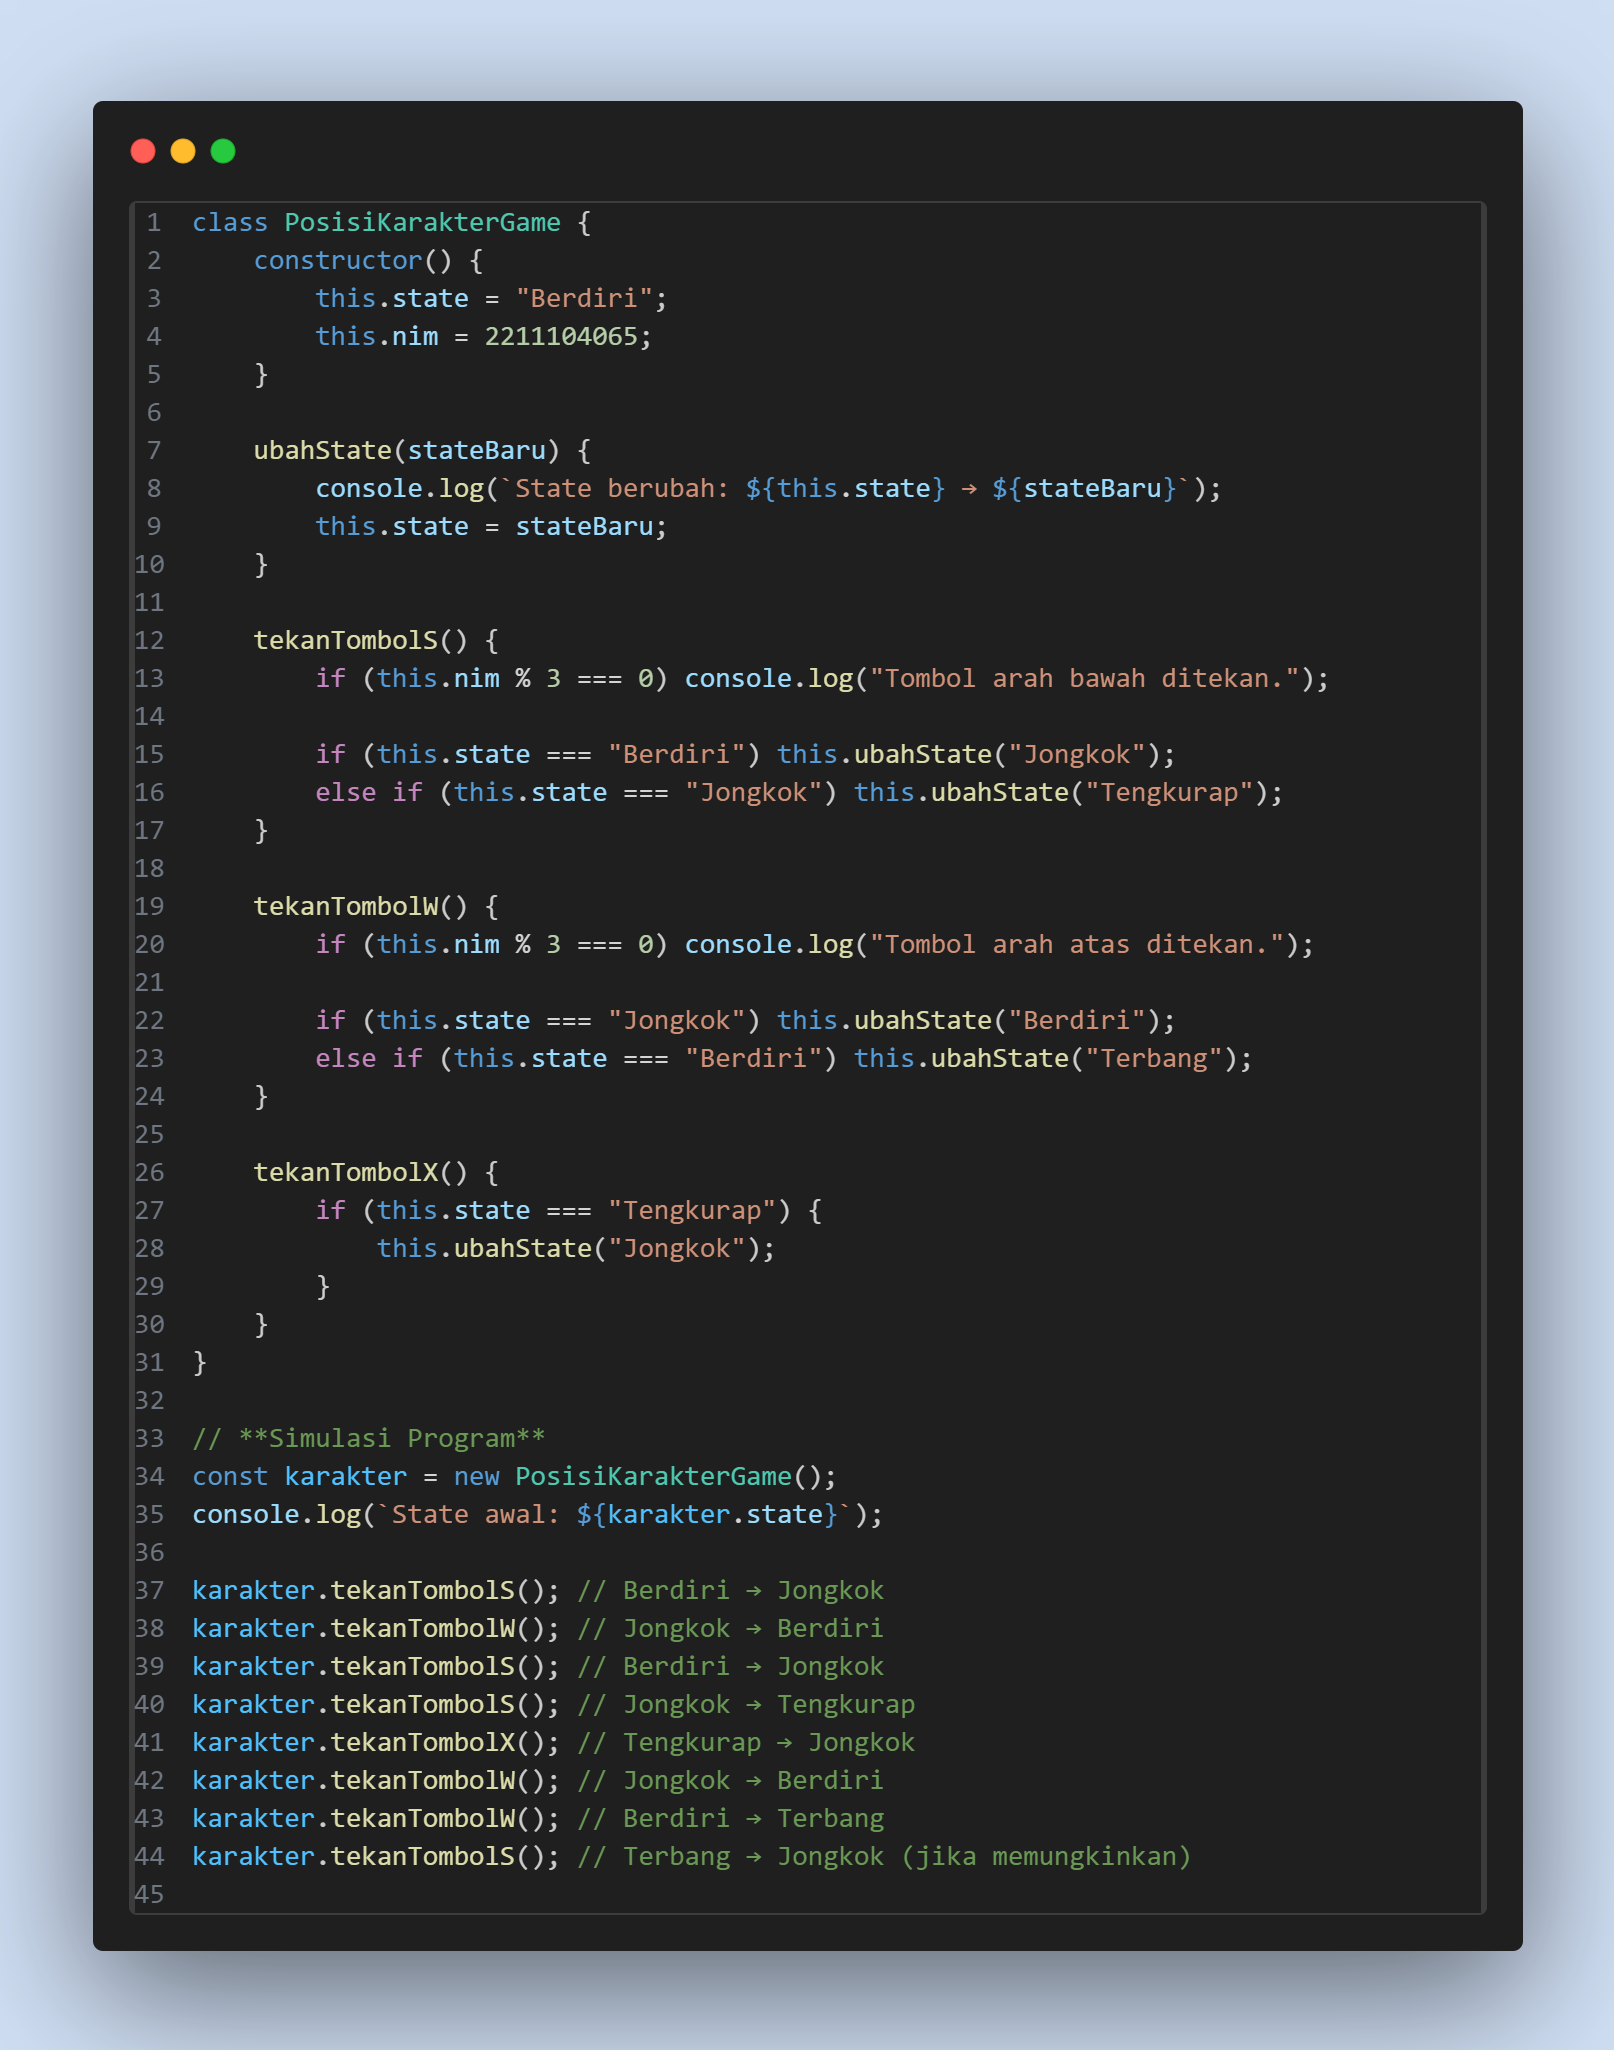 1 class PosisiKarakterGame {
2     constructor() {
3         this.state = "Berdiri";
4         this.nim = 2211104065;
5     }
6
7     ubahState(stateBaru) {
8         console.log(`State berubah: ${this.state} → ${stateBaru}`);
9         this.state = stateBaru;
10     }
11
12     tekanTombolS() {
13         if (this.nim % 3 === 0) console.log("Tombol arah bawah ditekan.");
14
15         if (this.state === "Berdiri") this.ubahState("Jongkok");
16         else if (this.state === "Jongkok") this.ubahState("Tengkurap");
17     }
18
19     tekanTombolW() {
20         if (this.nim % 3 === 0) console.log("Tombol arah atas ditekan.");
21
22         if (this.state === "Jongkok") this.ubahState("Berdiri");
23         else if (this.state === "Berdiri") this.ubahState("Terbang");
24     }
25
26     tekanTombolX() {
27         if (this.state === "Tengkurap") {
28             this.ubahState("Jongkok");
29         }
30     }
31 }
32
33 // **Simulasi Program**
34 const karakter = new PosisiKarakterGame();
35 console.log(`State awal: ${karakter.state}`);
36
37 karakter.tekanTombolS(); // Berdiri → Jongkok
38 karakter.tekanTombolW(); // Jongkok → Berdiri
39 karakter.tekanTombolS(); // Berdiri → Jongkok
40 karakter.tekanTombolS(); // Jongkok → Tengkurap
41 karakter.tekanTombolX(); // Tengkurap → Jongkok
42 karakter.tekanTombolW(); // Jongkok → Berdiri
43 karakter.tekanTombolW(); // Berdiri → Terbang
44 karakter.tekanTombolS(); // Terbang → Jongkok (jika memungkinkan)
45